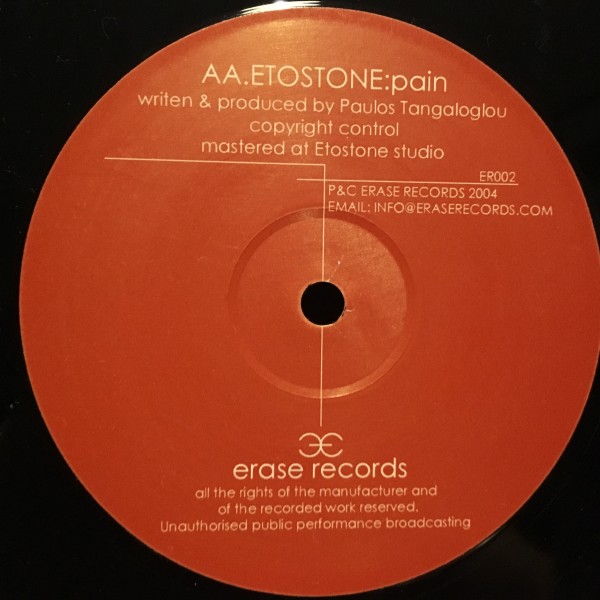 AA.ETOSTONE:pain
writen & produced by Paulos Tangaloglou
copyright control
mastered at Etostone studio
ER002
P&C ERASE RECORDS 2004
EMAIL: INFO@ERASERECORDS.COM
erase records
all the rights of the manufacturer and
of the recorded work reserved.
Unauthorised public performance broadcasting